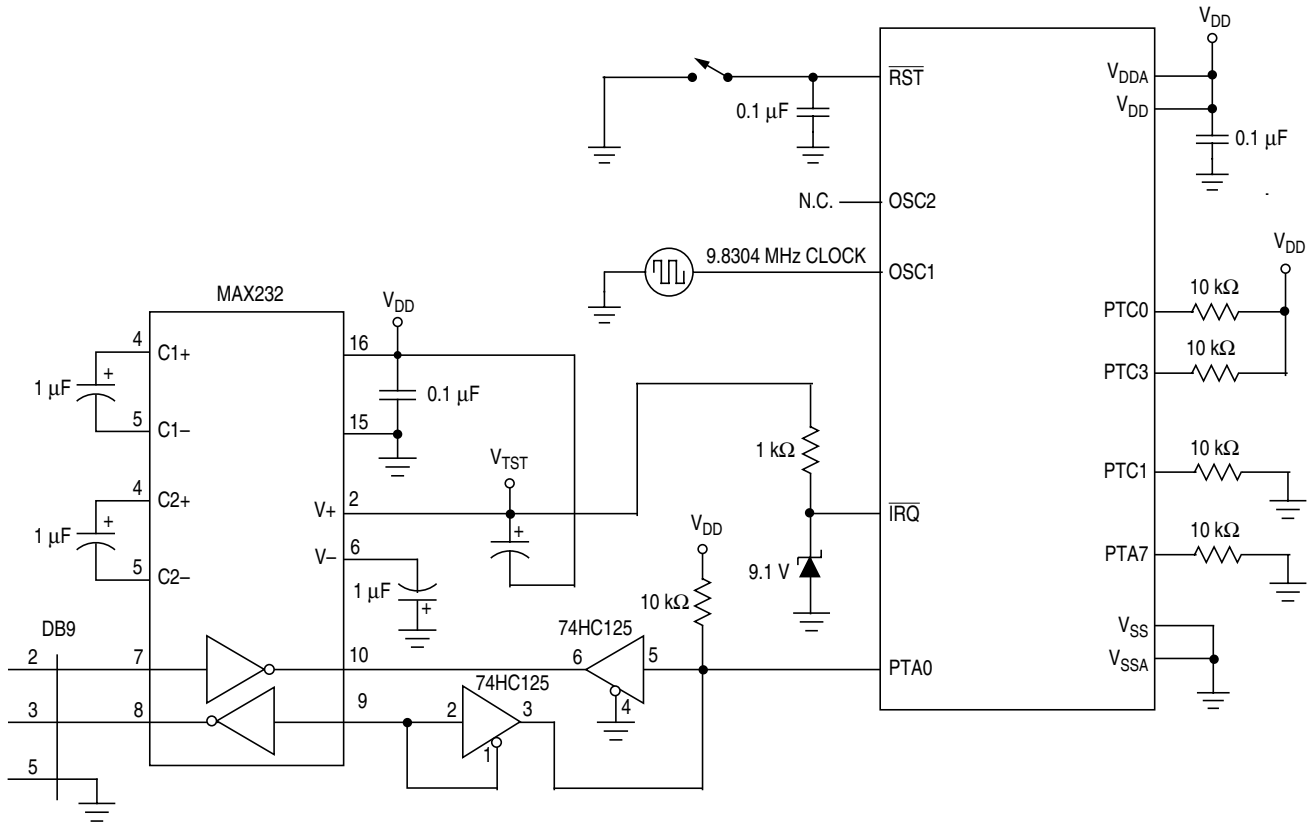 V_DD
R̅S̅T̅
V_DDA
V_DD
0.1 μF
0.1 μF
N.C.
OSC2
V_DD
9.8304 MHz CLOCK
OSC1
MAX232
V_DD
PTC0
10 kΩ
4
C1+
16
+
1 μF
0.1 μF
PTC3
10 kΩ
5
C1–
15
1 kΩ
V_TST
PTC1
10 kΩ
4
C2+
V+
2
I̅R̅Q̅
+
1 μF
+
V_DD
V–
6
PTA7
10 kΩ
5
C2–
9.1 V
1 μF
+
10 kΩ
DB9
74HC125
V_SS
2
7
10
6
5
PTA0
V_SSA
74HC125
4
3
8
9
2
3
1
5